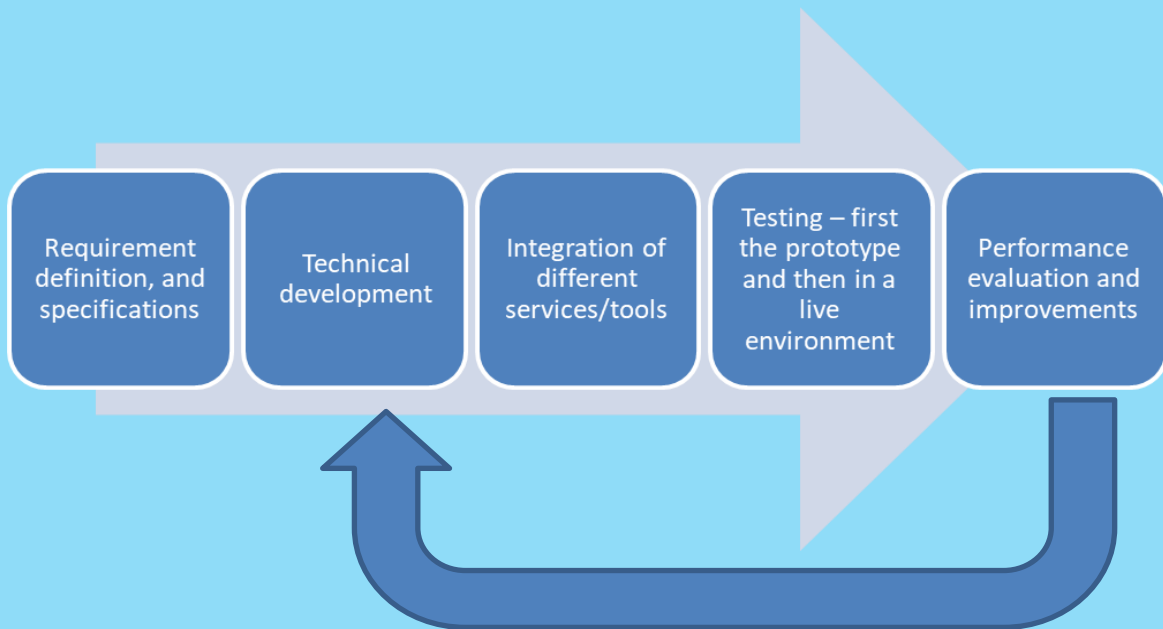 Requirement
definition, and
specifications
Technical
development
Integration of
different
services/tools
Testing – first
the prototype
and then in a
live
environment
Performance
evaluation and
improvements